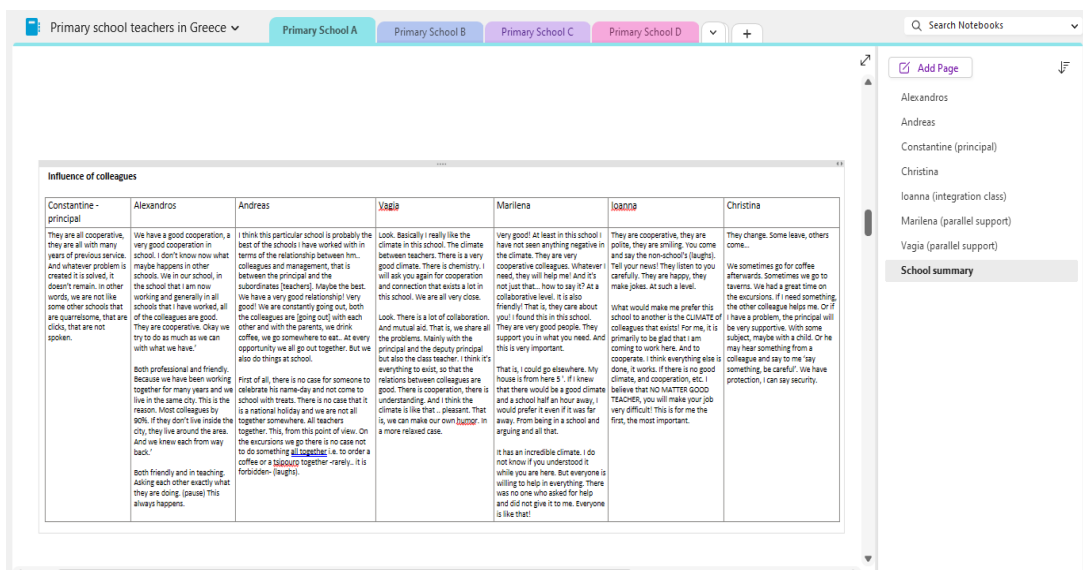 Primary school teachers in Greece
Primary School A
Primary School B
Primary School C
Primary School D
+
Search Notebooks
Add Page
Alexandros
Andreas
Constantine (principal)
Christina
Ioanna (integration class)
Marilena (parallel support)
Vagia (parallel support)
School summary
Influence of colleagues
Constantine -
principal
They are all cooperative,
they are all with many
years of previous service.
And whatever problem is
created it is solved, it
doesn't remain. In other
words, we are not like
some other schools that
are quarrelsome, that are
clicks, that are not
spoken.
Alexandros
We have a good cooperation, a
very good cooperation in
school. I don't know now what
maybe happens in other
schools. We in our school, in
the school that I am now
working and generally in all
schools that I have worked, all
of the colleagues are good.
They are cooperative. Okay we
try to do as much as we can
with what we have.'
Both professional and friendly.
Because we have been working
together for many years and we
live in the same city. This is the
reason. Most colleagues by
90%. If they don't live inside the
city, they live around the area.
And we knew each from way
back.'
Both friendly and in teaching.
Asking each other exactly what
they are doing. (pause) This
always happens.
Andreas
I think this particular school is probably the
best of the schools I have worked with in
terms of the relationship between hm..
colleagues and management, that is
between the principal and the
subordinates [teachers]. Maybe the best.
We have a very good relationship! Very
good! We are constantly going out, both
the colleagues are [going out] with each
other and with the parents, we drink
coffee, we go somewhere to eat.. At every
opportunity we all go out together. But we
also do things at school.
First of all, there is no case for someone to
celebrate his name-day and not come to
school with treats. There is no case that it
is a national holiday and we are not all
together somewhere. All teachers
together. This, from this point of view. On
the excursions we go there is no case not
to do something all together i.e. to order a
coffee or a tsipouro together -rarely.. it is
forbidden- (laughs).
Vagia
Look. Basically I really like the
climate in this school. The climate
between teachers. There is a very
good climate. There is chemistry. I
will ask you again for cooperation
and connection that exists a lot in
this school. We are all very close.
Look. There is a lot of collaboration.
And mutual aid. That is, we share all
the problems. Mainly with the
principal and the deputy principal
but also the class teacher. I think it's
everything to exist, so that the
relations between colleagues are
good. There is cooperation, there is
understanding. And I think the
climate is like that .. pleasant. That
is, we can make our own humor. In
a more relaxed case.
Marilena
Very good! At least in this school I
have not seen anything negative in
the climate. They are very
cooperative colleagues. Whatever I
need, they will help me! And it's
not just that... how to say it? At a
collaborative level. It is also
friendly! That is, they care about
you! I found this in this school.
They are very good people. They
support you in what you need. And
this is very important.
That is, I could go elsewhere. My
house is from here 5 '. If I knew
that there would be a good climate
and a school half an hour away, I
would prefer it even if it was far
away. From being in a school and
arguing and all that.
It has an incredible climate. I do
not know if you understood it
while you are here. But everyone is
willing to help in everything. There
was no one who asked for help
and did not give it to me. Everyone
is like that!
Ioanna
They are cooperative, they are
polite, they are smiling. You come
and say the non-school's (laughs).
Tell your news! They listen to you
carefully. They are happy, they
make jokes. At such a level.
What would make me prefer this
school to another is the CLIMATE of
colleagues that exists! For me, it is
primarily to be glad that I am
coming to work here. And to
cooperate. I think everything else is
done, it works. If there is no good
climate, and cooperation, etc. I
believe that NO MATTER GOOD
TEACHER, you will make your job
very difficult! This is for me the
first, the most important.
Christina
They change. Some leave, others
come...
We sometimes go for coffee
afterwards. Sometimes we go to
taverns. We had a great time on
the excursions. If I need something,
the other colleague helps me. Or if
I have a problem, the principal will
be very supportive. With some
subject, maybe with a child. Or he
may hear something from a
colleague and say to me 'say
something, be careful'. We have
protection, I can say security.